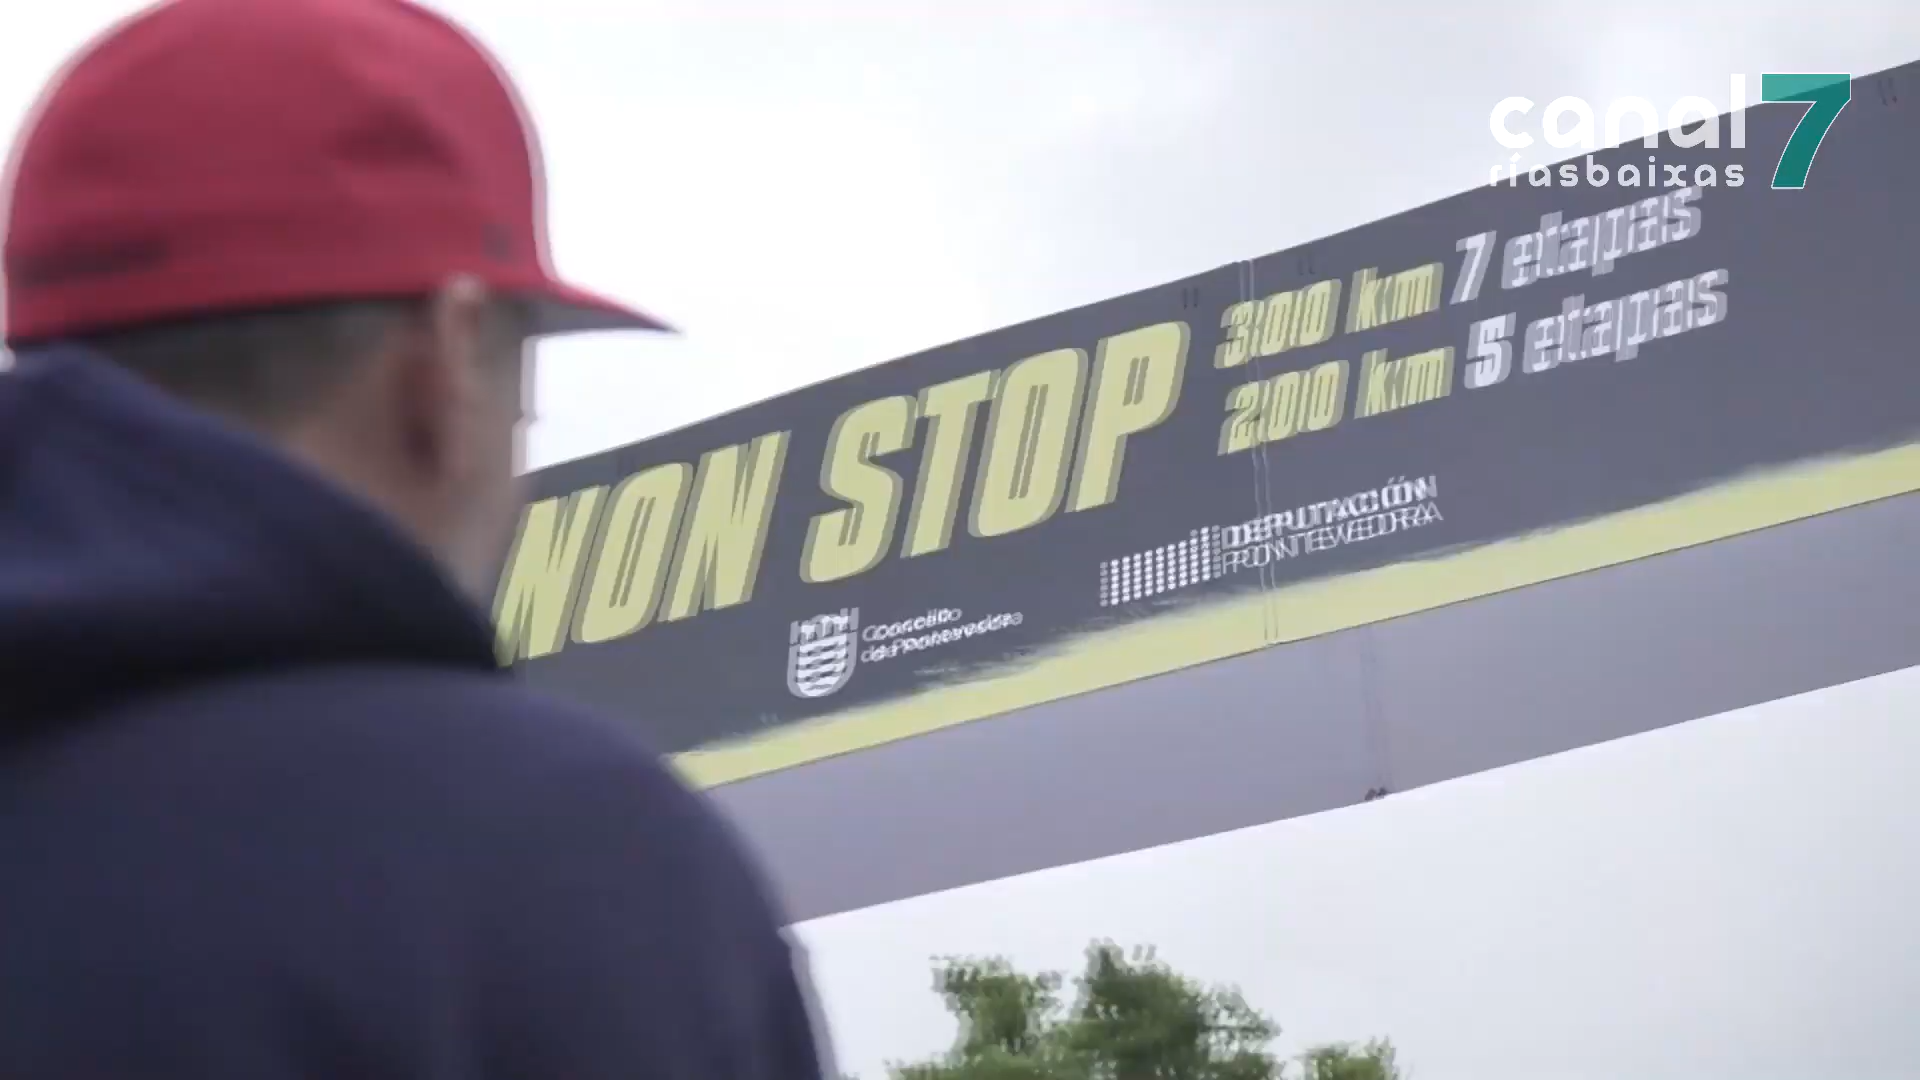 canal 7
ríasbaixas
NON STOP
300 km 7 etapas
200 km 5 etapas
DEPUTACIÓN
PONTEVEDRA
Concello
de Pontevedra